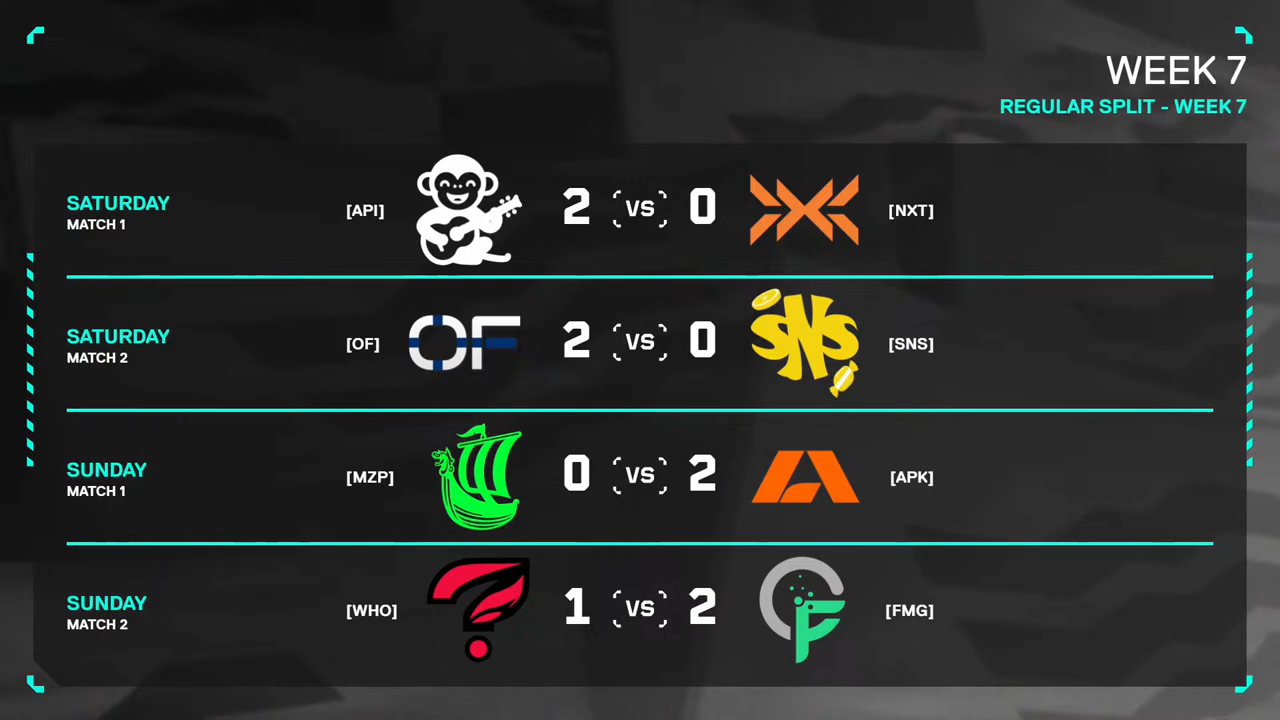 WEEK 7
REGULAR SPLIT - WEEK 7
SATURDAY
MATCH 1
[API] 2 VS 0 [NXT]
SATURDAY
MATCH 2
[OF] OF 2 VS 0 SNS [SNS]
SUNDAY
MATCH 1
[MZP] 0 VS 2 [APK]
SUNDAY
MATCH 2
[WHO] ? 1 VS 2 [FMG]